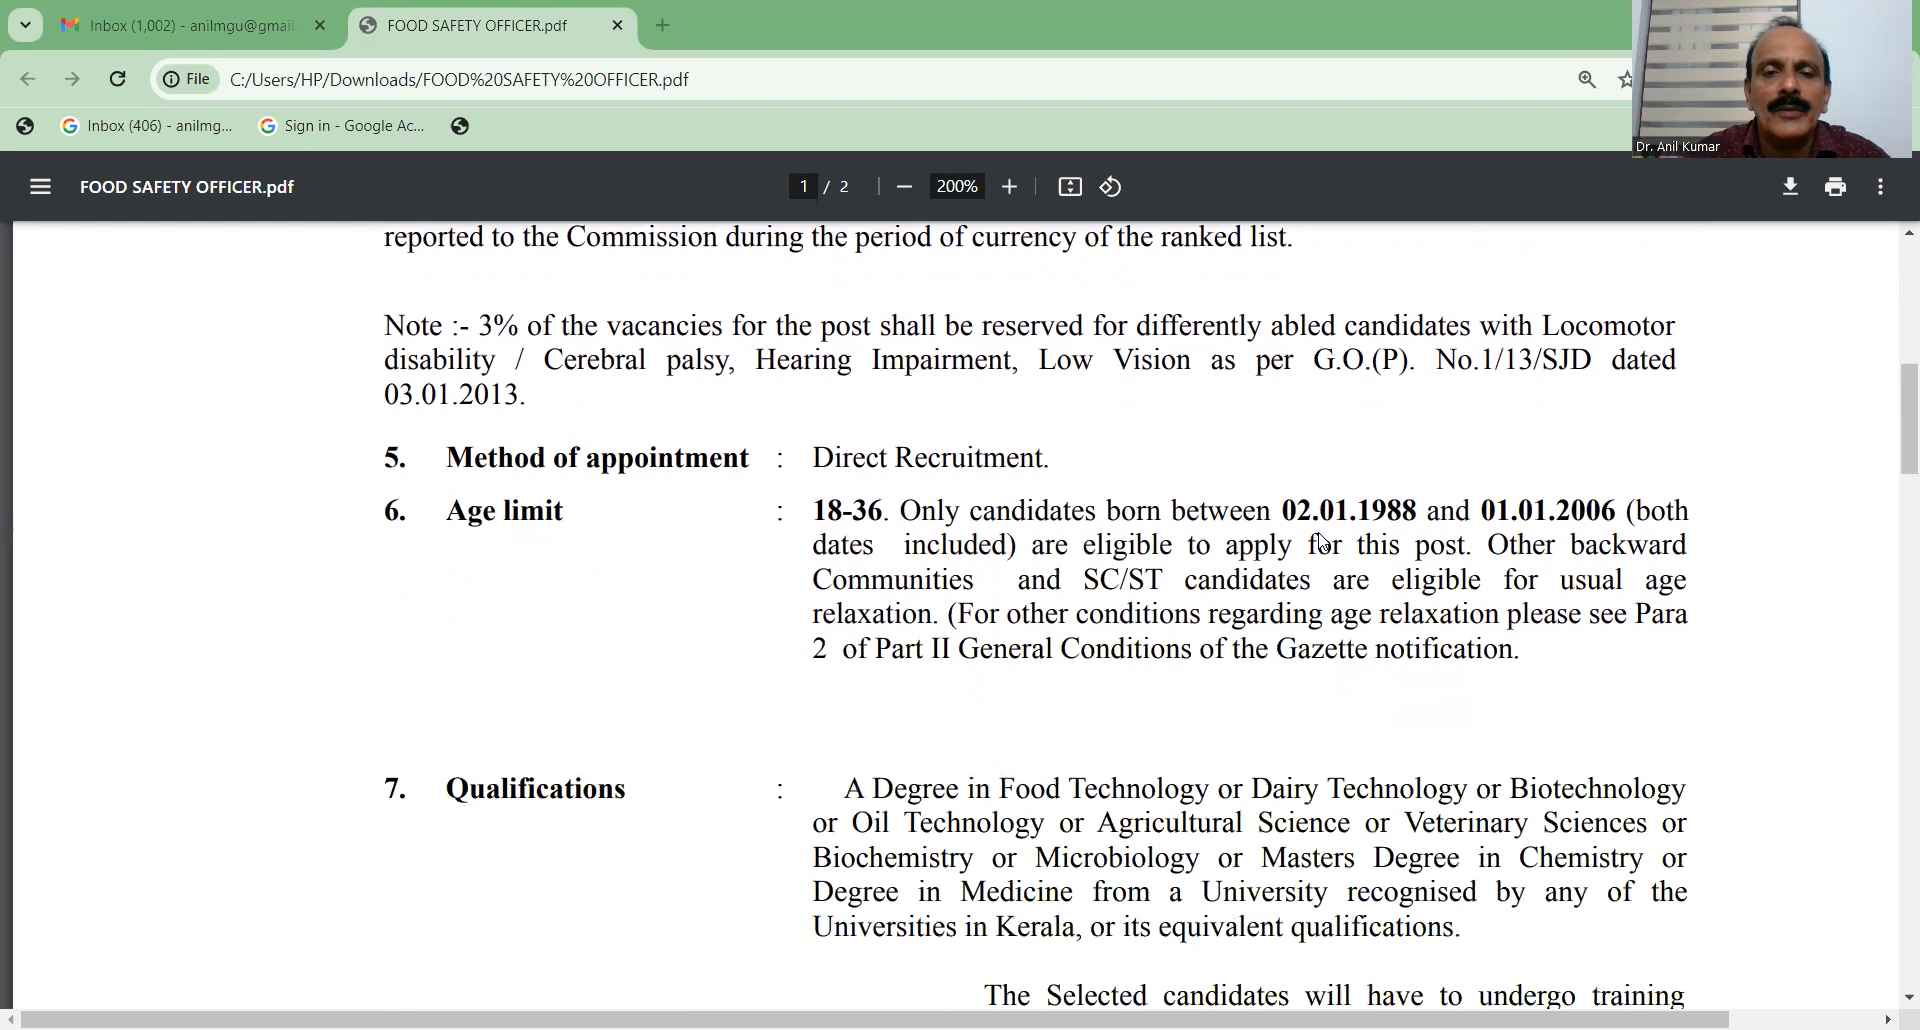 Inbox (1,002) - anilmgu@gmail.
FOOD SAFETY OFFICER.pdf
File
C:/Users/HP/Downloads/FOOD%20SAFETY%20OFFICER.pdf
Inbox (406) - anilmg...
Sign in - Google Ac...
Dr. Anil Kumar
FOOD SAFETY OFFICER.pdf
1 / 2
200%
reported to the Commission during the period of currency of the ranked list.
Note :- 3% of the vacancies for the post shall be reserved for differently abled candidates with Locomotor
disability / Cerebral palsy, Hearing Impairment, Low Vision as per G.O.(P). No.1/13/SJD dated
03.01.2013.
5. Method of appointment : Direct Recruitment.
6. Age limit : 18-36. Only candidates born between 02.01.1988 and 01.01.2006 (both
dates included) are eligible to apply for this post. Other backward
Communities and SC/ST candidates are eligible for usual age
relaxation. (For other conditions regarding age relaxation please see Para
2 of Part II General Conditions of the Gazette notification.
7. Qualifications : A Degree in Food Technology or Dairy Technology or Biotechnology
or Oil Technology or Agricultural Science or Veterinary Sciences or
Biochemistry or Microbiology or Masters Degree in Chemistry or
Degree in Medicine from a University recognised by any of the
Universities in Kerala, or its equivalent qualifications.
The Selected candidates will have to undergo training